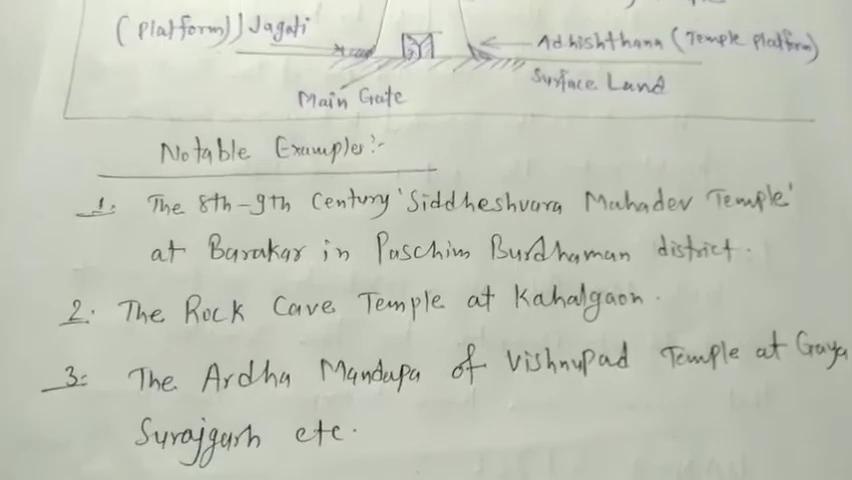 (Platform)) Jagati
Adhishthana (Temple Platform)
Surface Land
Main Gate
Notable Examples:-
1. The 8th-9th Century 'Siddheshvara Mahadev Temple'
at Barakar in Paschim Burdhaman district.
2. The Rock Cave Temple at Kahalgaon.
3. The Ardha Mandapa of Vishnupad Temple at Gaya
Surajgarh etc.